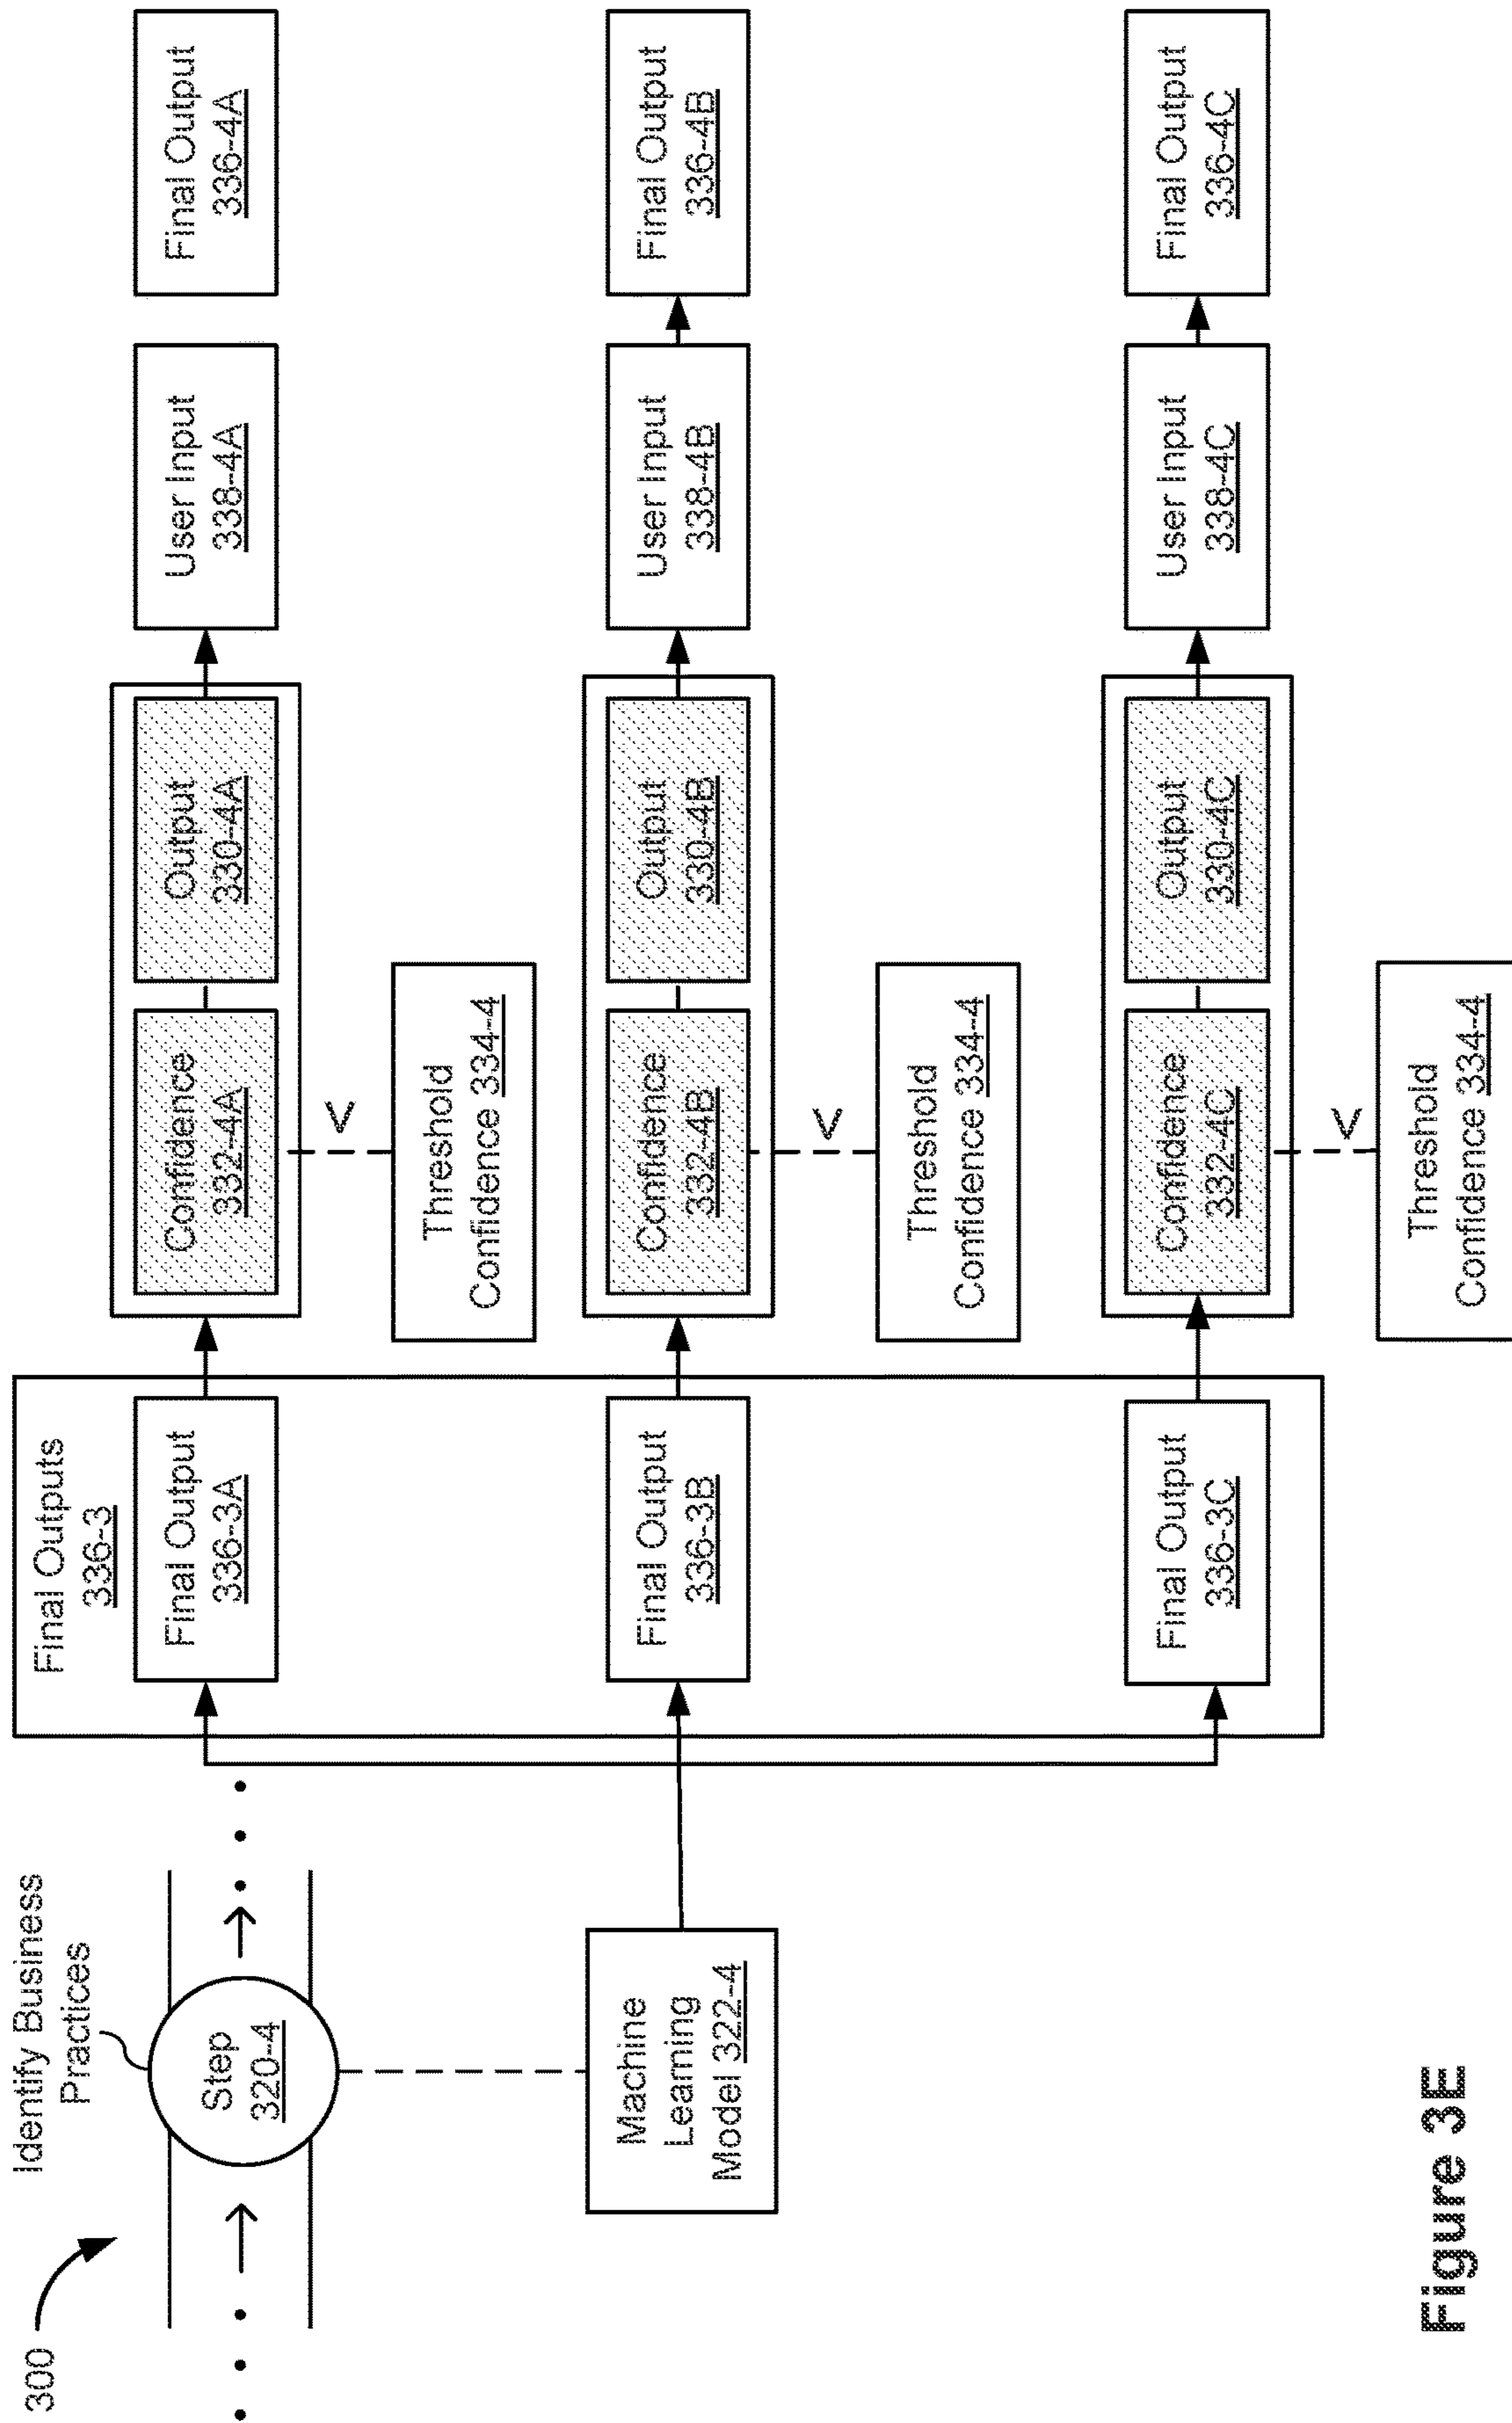 300
Identify Business
Practices
Step
320-4
Machine
Learning
Model 322-4
Final Outputs
336-3
Final Output
336-3A
Confidence
332-4A
Output
330-4A
User Input
338-4A
Final Output
336-4A
<
Threshold
Confidence 334-4
Final Output
336-3B
Confidence
332-4B
Output
330-4B
User Input
338-4B
Final Output
336-4B
<
Threshold
Confidence 334-4
Final Output
336-3C
Confidence
332-4C
Output
330-4C
User Input
338-4C
Final Output
336-4C
<
Threshold
Confidence 334-4
Figure 3E